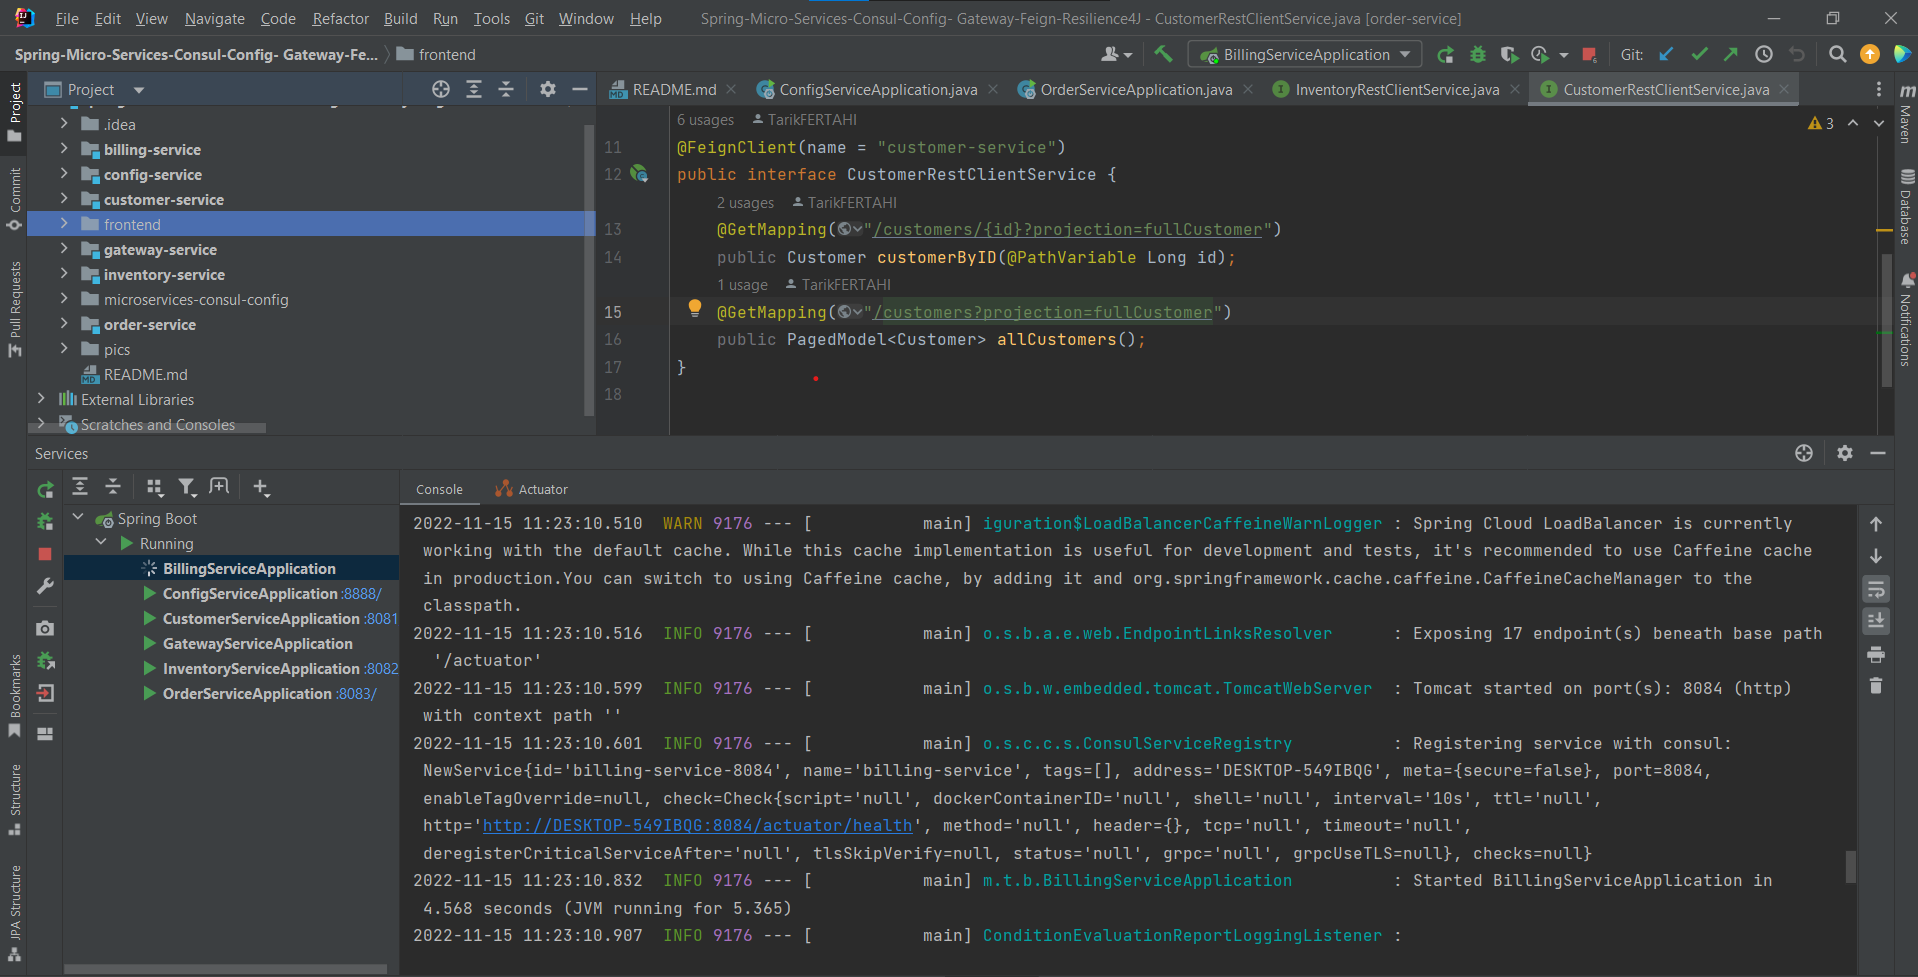 File Edit View Navigate Code Refactor Build Run Tools Git Window Help Spring-Micro-Services-Consul-Config- Gateway-Feign-Resilience4J - CustomerRestClientService.java [order-service]
Spring-Micro-Services-Consul-Config- Gateway-Fe... frontend BillingServiceApplication Git:
Project
Project
README.md ConfigServiceApplication.java OrderServiceApplication.java InventoryRestClientService.java CustomerRestClientService.java
Commit
Pull Requests
.idea
billing-service
config-service
customer-service
frontend
gateway-service
inventory-service
microservices-consul-config
order-service
pics
README.md
External Libraries
Scratches and Consoles
6 usages TarikFERTAHI
3
11 @FeignClient(name = "customer-service")
12 public interface CustomerRestClientService {
2 usages TarikFERTAHI
13 @GetMapping("/customers/{id}?projection=fullCustomer")
14 public Customer customerByID(@PathVariable Long id);
1 usage TarikFERTAHI
15 @GetMapping("/customers?projection=fullCustomer")
16 public PagedModel<Customer> allCustomers();
17 }
18
m
Maven
Database
Notifications
Services
Spring Boot
Running
BillingServiceApplication
ConfigServiceApplication :8888/
CustomerServiceApplication :8081
GatewayServiceApplication
InventoryServiceApplication :8082
OrderServiceApplication :8083/
Bookmarks
Structure
JPA Structure
Console Actuator
2022-11-15 11:23:10.510 WARN 9176 --- [ main] iguration$LoadBalancerCaffeineWarnLogger : Spring Cloud LoadBalancer is currently
working with the default cache. While this cache implementation is useful for development and tests, it's recommended to use Caffeine cache
in production.You can switch to using Caffeine cache, by adding it and org.springframework.cache.caffeine.CaffeineCacheManager to the
classpath.
2022-11-15 11:23:10.516 INFO 9176 --- [ main] o.s.b.a.e.web.EndpointLinksResolver : Exposing 17 endpoint(s) beneath base path
'/actuator'
2022-11-15 11:23:10.599 INFO 9176 --- [ main] o.s.b.w.embedded.tomcat.TomcatWebServer : Tomcat started on port(s): 8084 (http)
with context path ''
2022-11-15 11:23:10.601 INFO 9176 --- [ main] o.s.c.c.s.ConsulServiceRegistry : Registering service with consul:
NewService{id='billing-service-8084', name='billing-service', tags=[], address='DESKTOP-549IBQG', meta={secure=false}, port=8084,
enableTagOverride=null, check=Check{script='null', dockerContainerID='null', shell='null', interval='10s', ttl='null',
http='http://DESKTOP-549IBQG:8084/actuator/health', method='null', header={}, tcp='null', timeout='null',
deregisterCriticalServiceAfter='null', tlsSkipVerify=null, status='null', grpc='null', grpcUseTLS=null}, checks=null}
2022-11-15 11:23:10.832 INFO 9176 --- [ main] m.t.b.BillingServiceApplication : Started BillingServiceApplication in
4.568 seconds (JVM running for 5.365)
2022-11-15 11:23:10.907 INFO 9176 --- [ main] ConditionEvaluationReportLoggingListener :